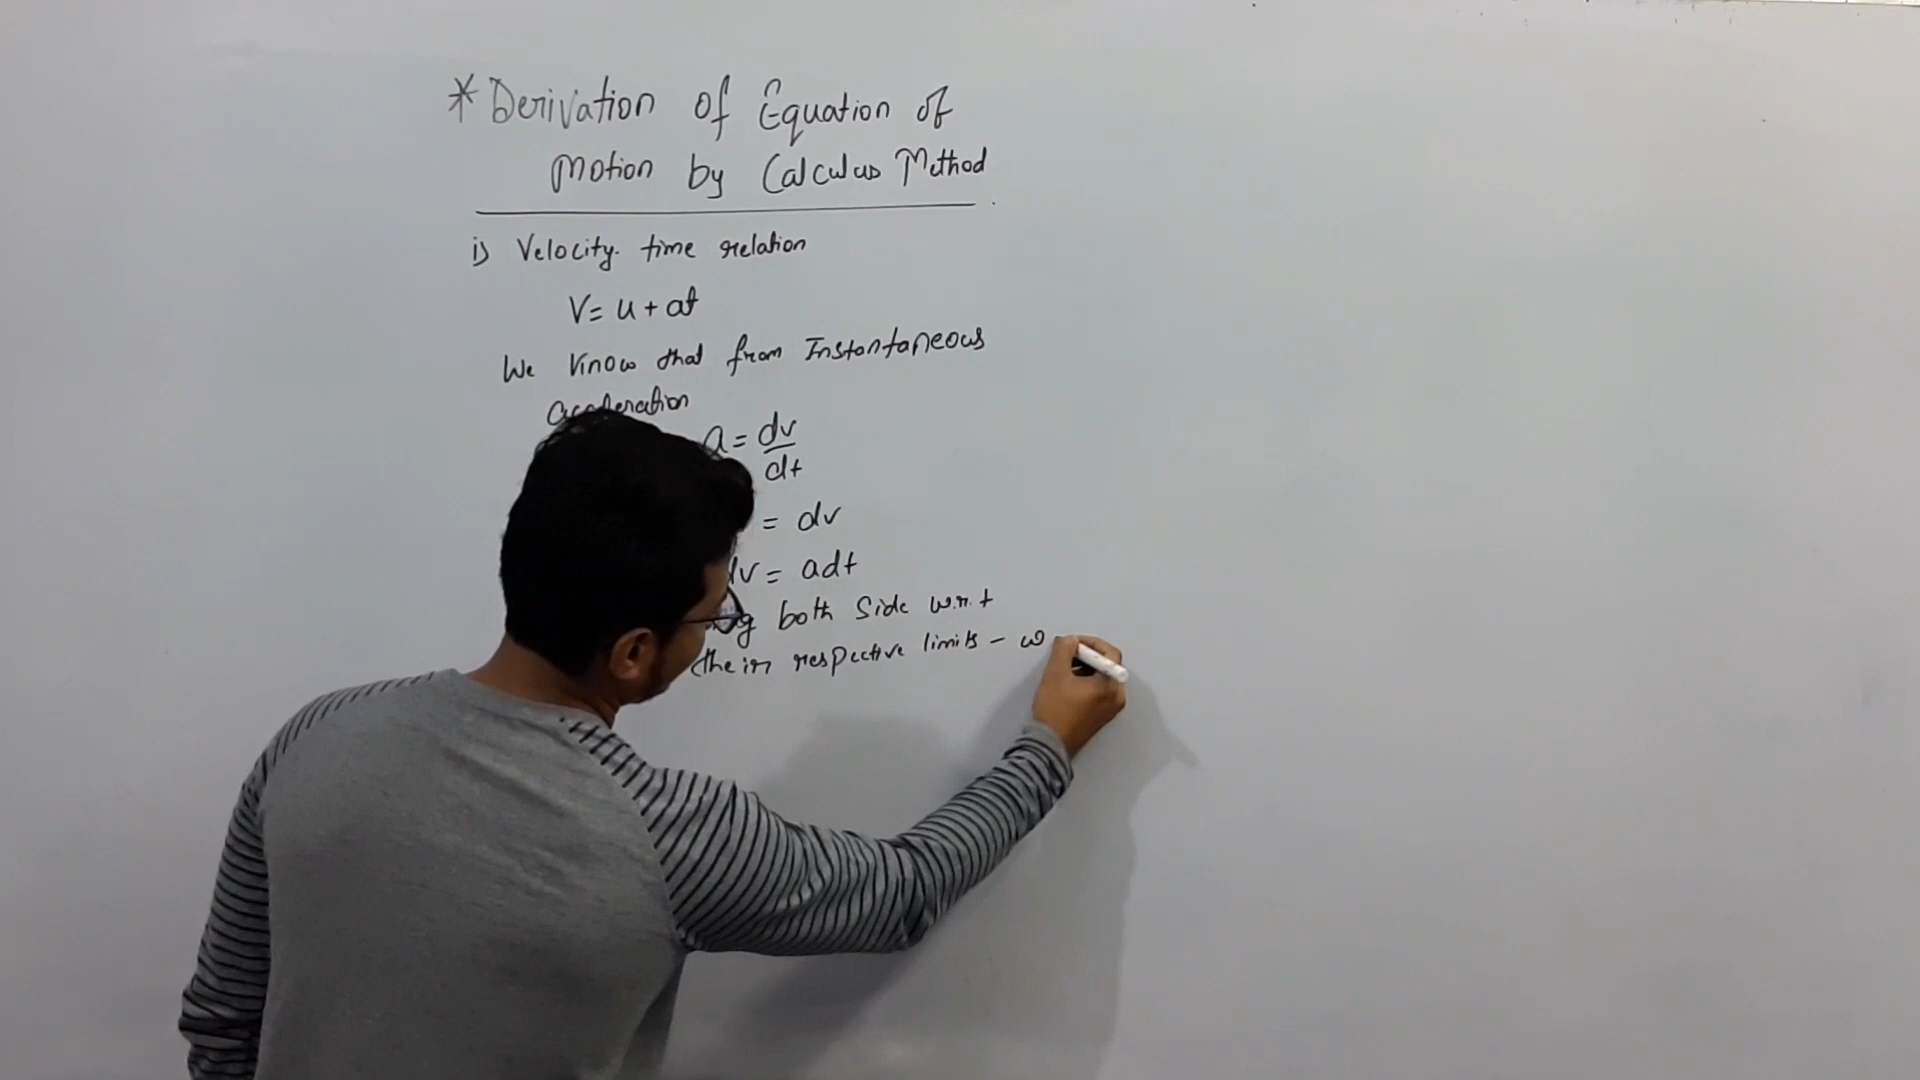 * Derivation of Equation of
Motion by Calculus Method
i) Velocity. time relation
V = u + at
We know that from Instantaneous
acceleration
a = dv
dt
= dv
dv = adt
both Side w.r.t
their respective limits - w